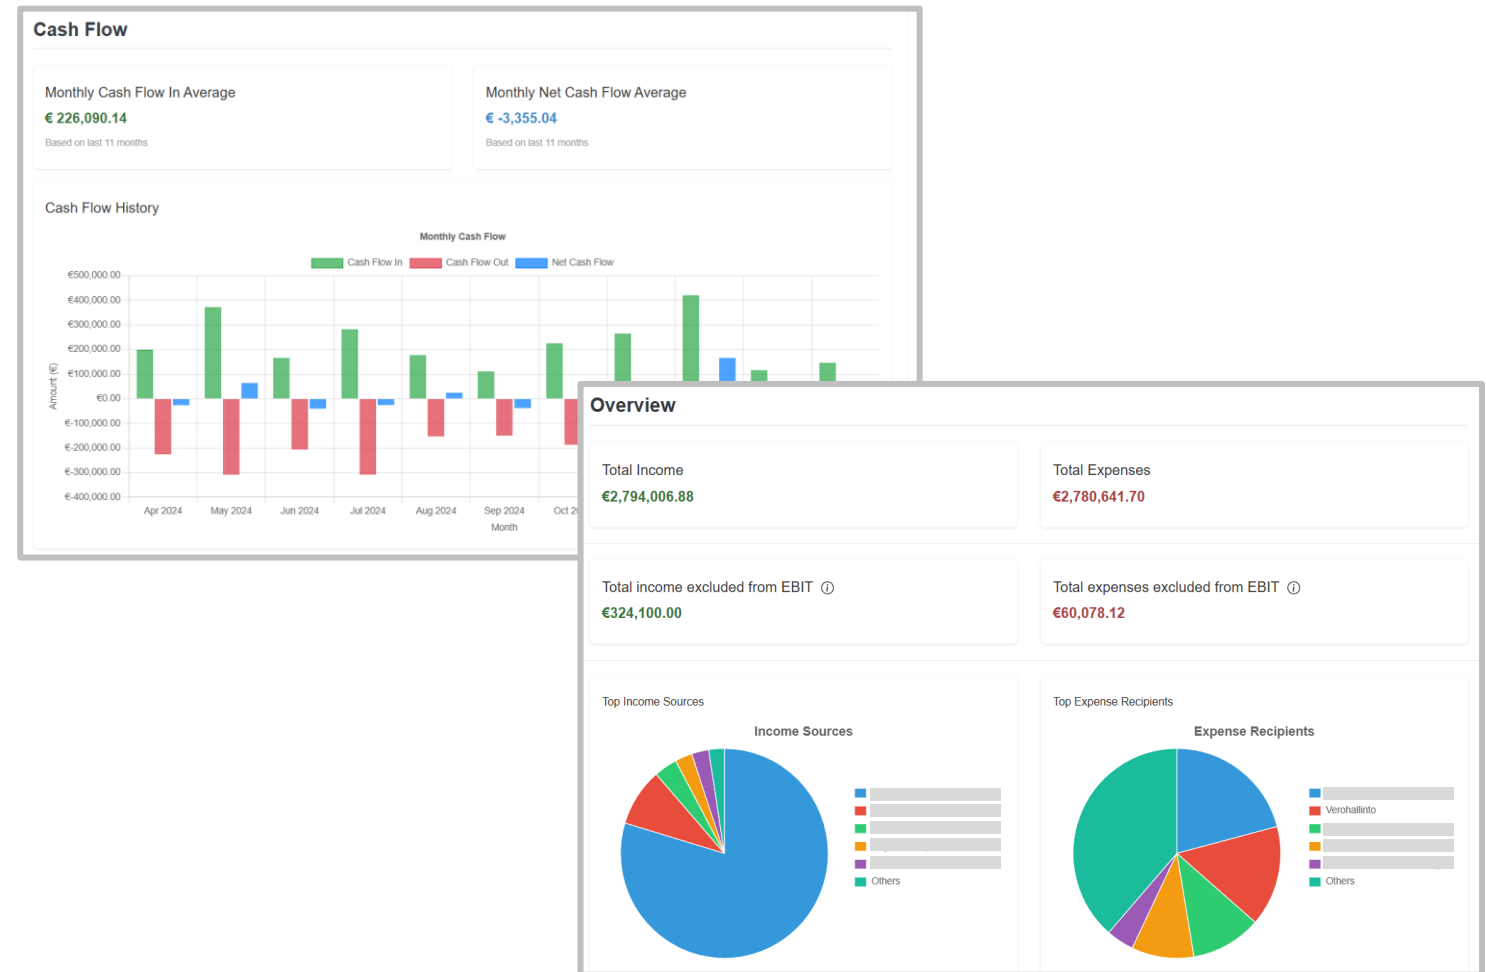 Cash Flow
Monthly Cash Flow In Average
€ 226,090.14
Based on last 11 months
Monthly Net Cash Flow Average
€ -3,355.04
Based on last 11 months
Cash Flow History
Monthly Cash Flow
Cash Flow In
Cash Flow Out
Net Cash Flow
€500,000.00
€400,000.00
€300,000.00
€200,000.00
€100,000.00
€0.00
€-100,000.00
€-200,000.00
€-300,000.00
€-400,000.00
Amount (€)
Apr 2024
May 2024
Jun 2024
Jul 2024
Aug 2024
Sep 2024
Oct 20
Month
Overview
Total Income
€2,794,006.88
Total Expenses
€2,780,641.70
Total income excluded from EBIT
€324,100.00
Total expenses excluded from EBIT
€60,078.12
Top Income Sources
Income Sources
Others
Top Expense Recipients
Expense Recipients
Verohallinto
Others